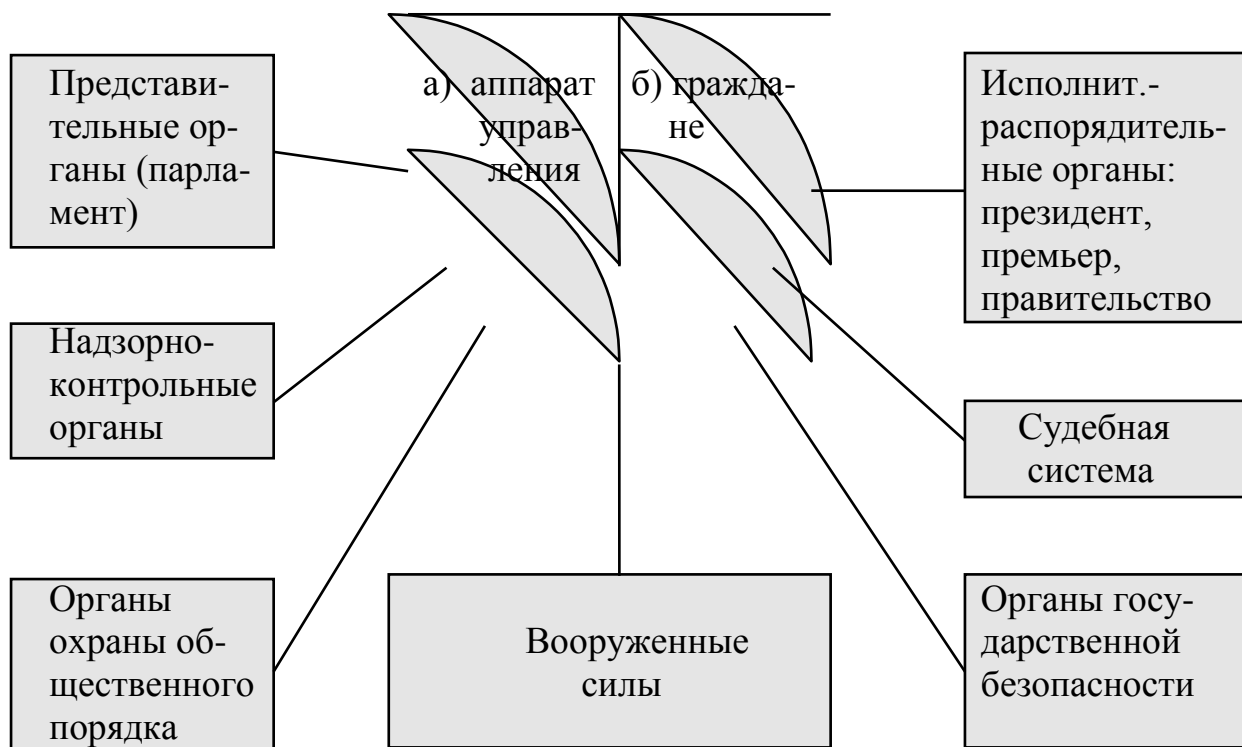 Представи-
тельные ор-
ганы (парла-
мент)
а) аппарат
управ-
ления
б) гражда-
не
Исполнит.-
распорядитель-
ные органы:
президент,
премьер,
правительство
Надзорно-
контрольные
органы
Судебная
система
Органы
охраны об-
щественного
порядка
Вооруженные
силы
Органы госу-
дарственной
безопасности